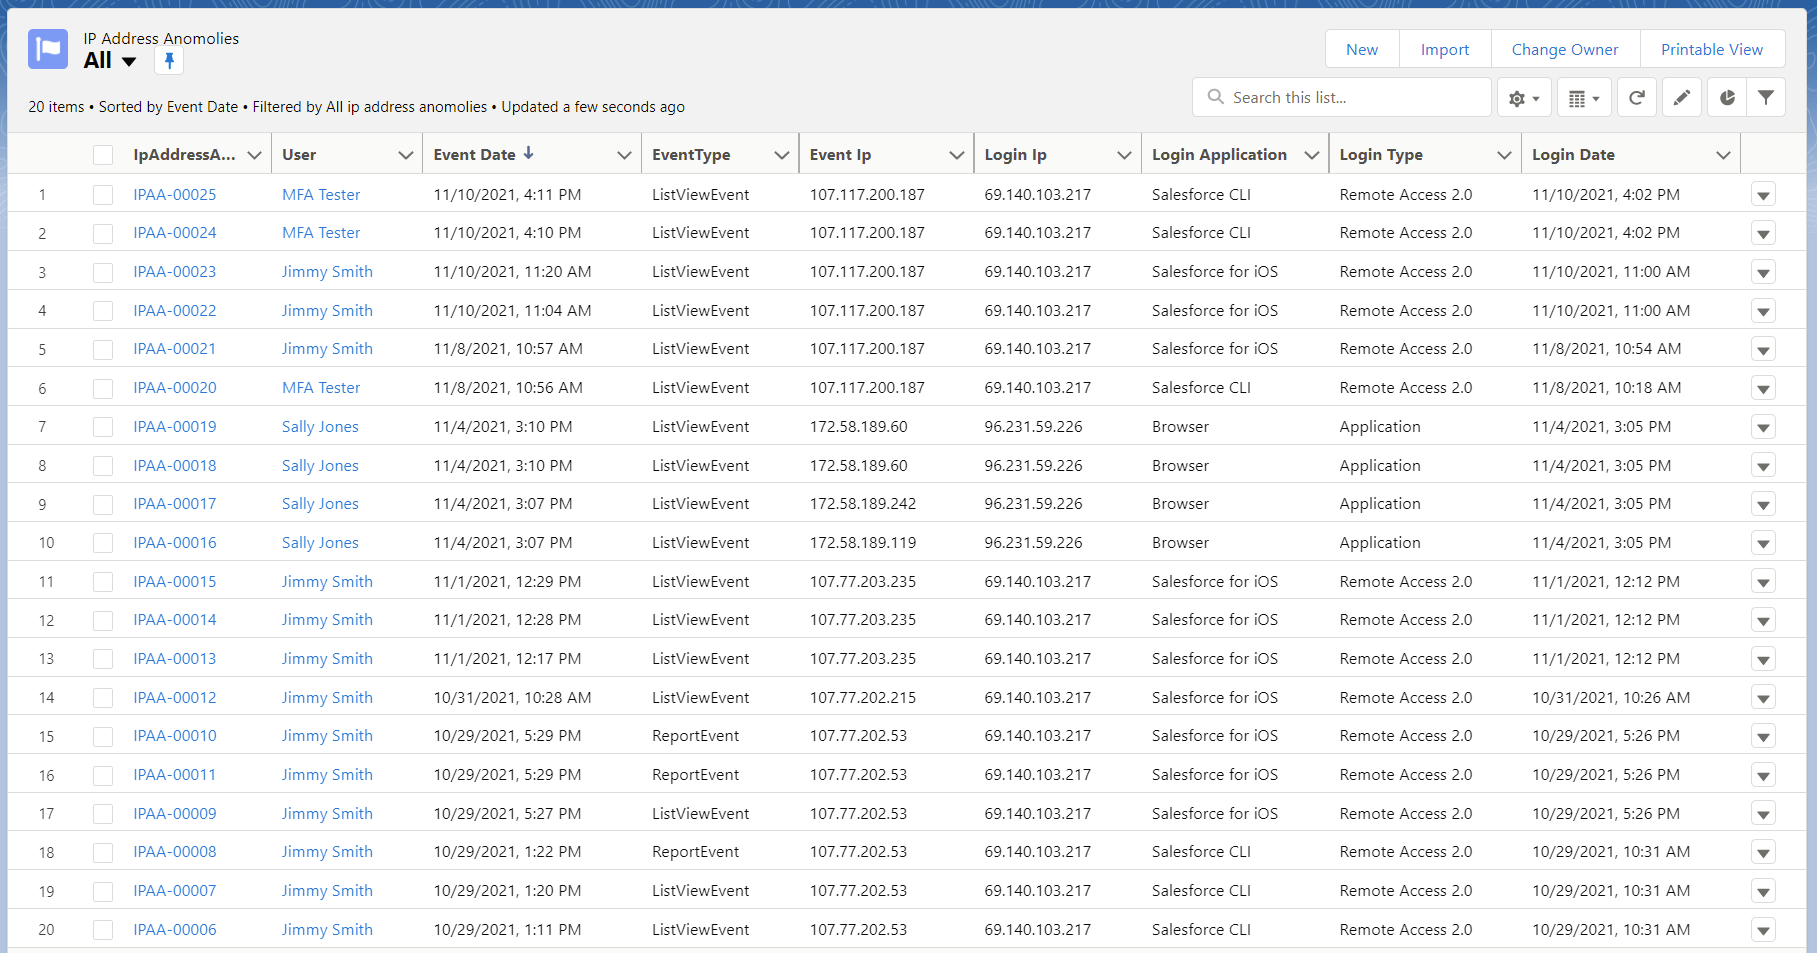 IP Address Anomolies
All
New Import Change Owner Printable View
20 items • Sorted by Event Date • Filtered by All ip address anomolies • Updated a few seconds ago
Search this list...
IpAddressA... User Event Date EventType Event Ip Login Ip Login Application Login Type Login Date
1 IPAA-00025 MFA Tester 11/10/2021, 4:11 PM ListViewEvent 107.117.200.187 69.140.103.217 Salesforce CLI Remote Access 2.0 11/10/2021, 4:02 PM
2 IPAA-00024 MFA Tester 11/10/2021, 4:10 PM ListViewEvent 107.117.200.187 69.140.103.217 Salesforce CLI Remote Access 2.0 11/10/2021, 4:02 PM
3 IPAA-00023 Jimmy Smith 11/10/2021, 11:20 AM ListViewEvent 107.117.200.187 69.140.103.217 Salesforce for iOS Remote Access 2.0 11/10/2021, 11:00 AM
4 IPAA-00022 Jimmy Smith 11/10/2021, 11:04 AM ListViewEvent 107.117.200.187 69.140.103.217 Salesforce for iOS Remote Access 2.0 11/10/2021, 11:00 AM
5 IPAA-00021 Jimmy Smith 11/8/2021, 10:57 AM ListViewEvent 107.117.200.187 69.140.103.217 Salesforce for iOS Remote Access 2.0 11/8/2021, 10:54 AM
6 IPAA-00020 MFA Tester 11/8/2021, 10:56 AM ListViewEvent 107.117.200.187 69.140.103.217 Salesforce CLI Remote Access 2.0 11/8/2021, 10:18 AM
7 IPAA-00019 Sally Jones 11/4/2021, 3:10 PM ListViewEvent 172.58.189.60 96.231.59.226 Browser Application 11/4/2021, 3:05 PM
8 IPAA-00018 Sally Jones 11/4/2021, 3:10 PM ListViewEvent 172.58.189.60 96.231.59.226 Browser Application 11/4/2021, 3:05 PM
9 IPAA-00017 Sally Jones 11/4/2021, 3:07 PM ListViewEvent 172.58.189.242 96.231.59.226 Browser Application 11/4/2021, 3:05 PM
10 IPAA-00016 Sally Jones 11/4/2021, 3:07 PM ListViewEvent 172.58.189.119 96.231.59.226 Browser Application 11/4/2021, 3:05 PM
11 IPAA-00015 Jimmy Smith 11/1/2021, 12:29 PM ListViewEvent 107.77.203.235 69.140.103.217 Salesforce for iOS Remote Access 2.0 11/1/2021, 12:12 PM
12 IPAA-00014 Jimmy Smith 11/1/2021, 12:28 PM ListViewEvent 107.77.203.235 69.140.103.217 Salesforce for iOS Remote Access 2.0 11/1/2021, 12:12 PM
13 IPAA-00013 Jimmy Smith 11/1/2021, 12:17 PM ListViewEvent 107.77.203.235 69.140.103.217 Salesforce for iOS Remote Access 2.0 11/1/2021, 12:12 PM
14 IPAA-00012 Jimmy Smith 10/31/2021, 10:28 AM ListViewEvent 107.77.202.215 69.140.103.217 Salesforce for iOS Remote Access 2.0 10/31/2021, 10:26 AM
15 IPAA-00010 Jimmy Smith 10/29/2021, 5:29 PM ReportEvent 107.77.202.53 69.140.103.217 Salesforce for iOS Remote Access 2.0 10/29/2021, 5:26 PM
16 IPAA-00011 Jimmy Smith 10/29/2021, 5:29 PM ReportEvent 107.77.202.53 69.140.103.217 Salesforce for iOS Remote Access 2.0 10/29/2021, 5:26 PM
17 IPAA-00009 Jimmy Smith 10/29/2021, 5:27 PM ListViewEvent 107.77.202.53 69.140.103.217 Salesforce for iOS Remote Access 2.0 10/29/2021, 5:26 PM
18 IPAA-00008 Jimmy Smith 10/29/2021, 1:22 PM ReportEvent 107.77.202.53 69.140.103.217 Salesforce CLI Remote Access 2.0 10/29/2021, 10:31 AM
19 IPAA-00007 Jimmy Smith 10/29/2021, 1:20 PM ListViewEvent 107.77.202.53 69.140.103.217 Salesforce CLI Remote Access 2.0 10/29/2021, 10:31 AM
20 IPAA-00006 Jimmy Smith 10/29/2021, 1:11 PM ListViewEvent 107.77.202.53 69.140.103.217 Salesforce CLI Remote Access 2.0 10/29/2021, 10:31 AM